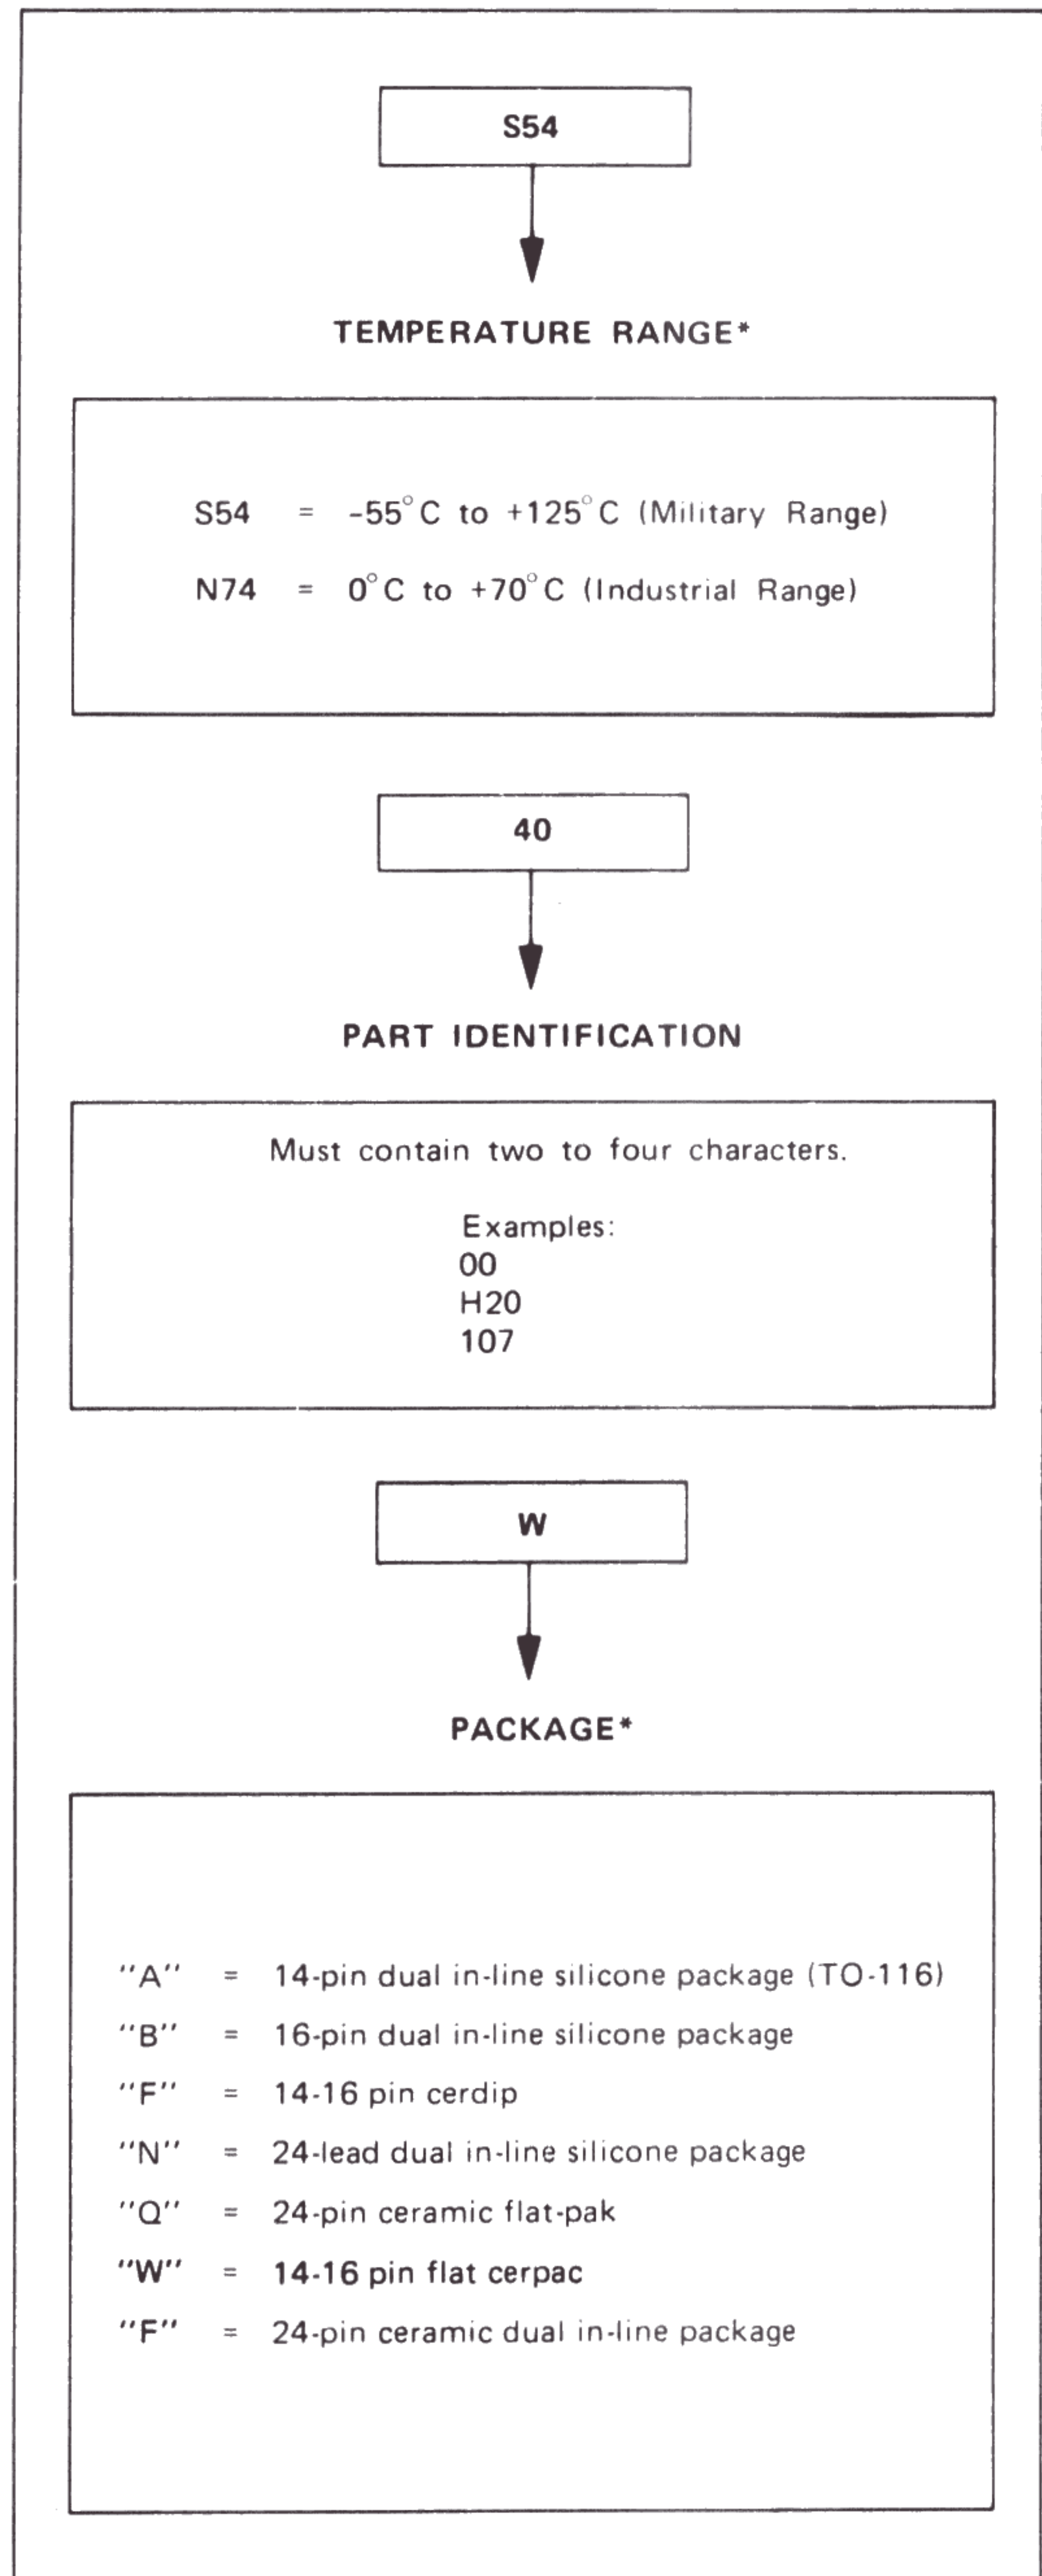 S54
TEMPERATURE RANGE*
S54 = -55°C to +125°C (Military Range)
N74 = 0°C to +70°C (Industrial Range)
40
PART IDENTIFICATION
Must contain two to four characters.
Examples:
00
H20
107
W
PACKAGE*
"A" = 14-pin dual in-line silicone package (TO-116)
"B" = 16-pin dual in-line silicone package
"F" = 14-16 pin cerdip
"N" = 24-lead dual in-line silicone package
"Q" = 24-pin ceramic flat-pak
"W" = 14-16 pin flat cerpac
"F" = 24-pin ceramic dual in-line package